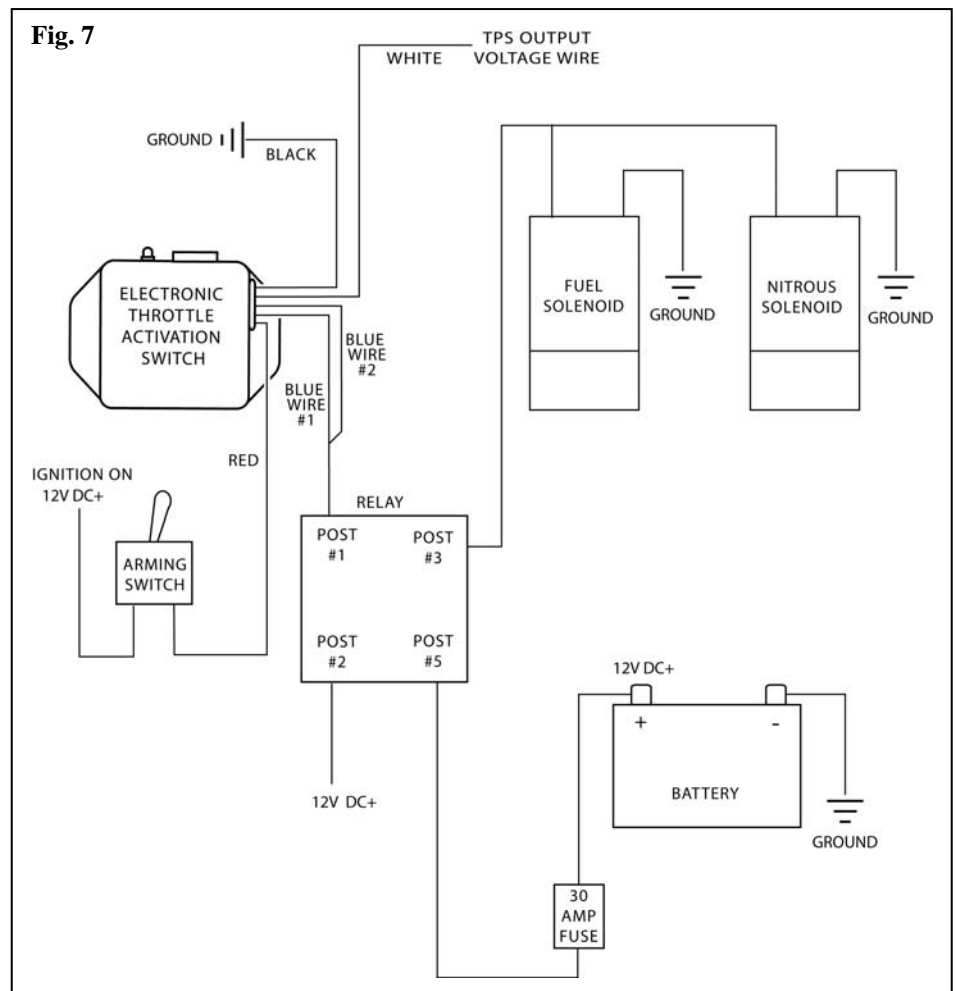 Fig. 7
TPS OUTPUT
VOLTAGE WIRE
WHITE
GROUND
BLACK
ELECTRONIC
THROTTLE
ACTIVATION
SWITCH
FUEL
SOLENOID
GROUND
NITROUS
SOLENOID
GROUND
BLUE
WIRE
#2
BLUE
WIRE
#1
RED
IGNITION ON
12V DC+
ARMING
SWITCH
RELAY
POST
#1
POST
#3
POST
#2
POST
#5
12V DC+
12V DC+
+
-
BATTERY
GROUND
30
AMP
FUSE